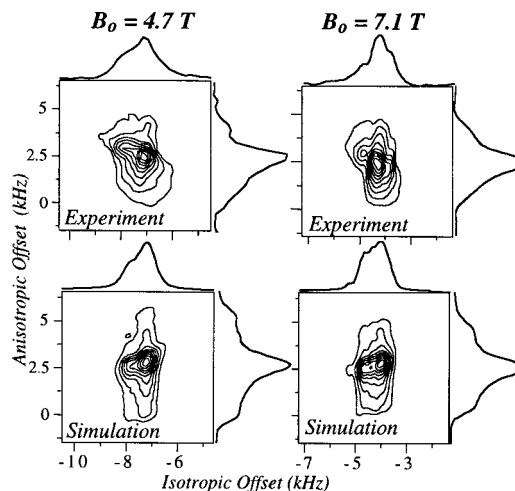 B_o = 4.7 T
B_o = 7.1 T
5
2.5
0
Experiment
Experiment
Anisotropic Offset (kHz)
5
2.5
0
Simulation
Simulation
-10 -8 -6
-7 -5 -3
Isotropic Offset (kHz)